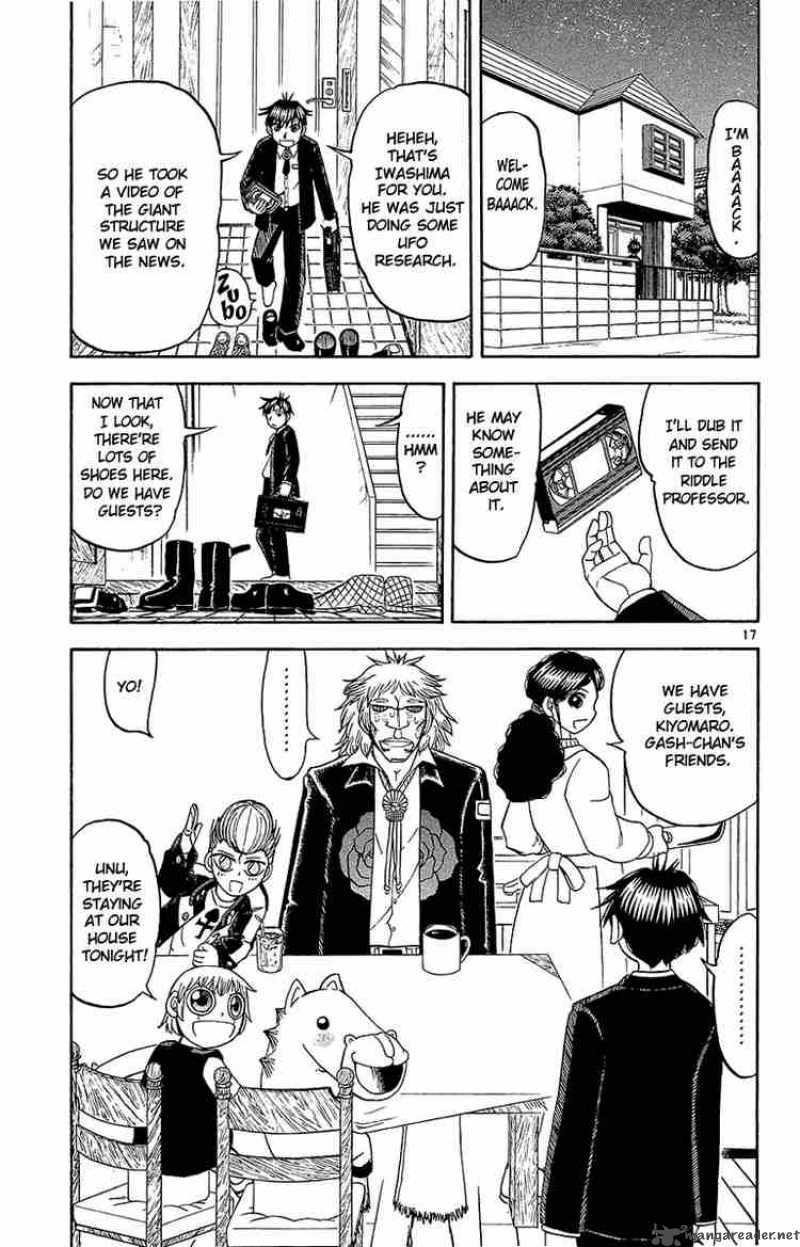 I'M
BAAAACK.
WEL-
COME
BAAACK.
HEHEH,
THAT'S
IWASHIMA
FOR YOU.
HE WAS JUST
DOING SOME
UFO
RESEARCH.
SO HE TOOK
A VIDEO OF
THE GIANT
STRUCTURE
WE SAW ON
THE NEWS.
Zubo
I'LL DUB IT
AND SEND
IT TO THE
RIDDLE
PROFESSOR.
HE MAY
KNOW
SOME-
THING
ABOUT
IT.
......
HMM
?
NOW THAT
I LOOK,
THERE'RE
LOTS OF
SHOES HERE.
DO WE HAVE
GUESTS?
17
WE HAVE
GUESTS,
KIYOMARO.
GASH-CHAN'S
FRIENDS.
........
YO!
UNU,
THEY'RE
STAYING
AT OUR
HOUSE
TONIGHT!
........
mangareader.net